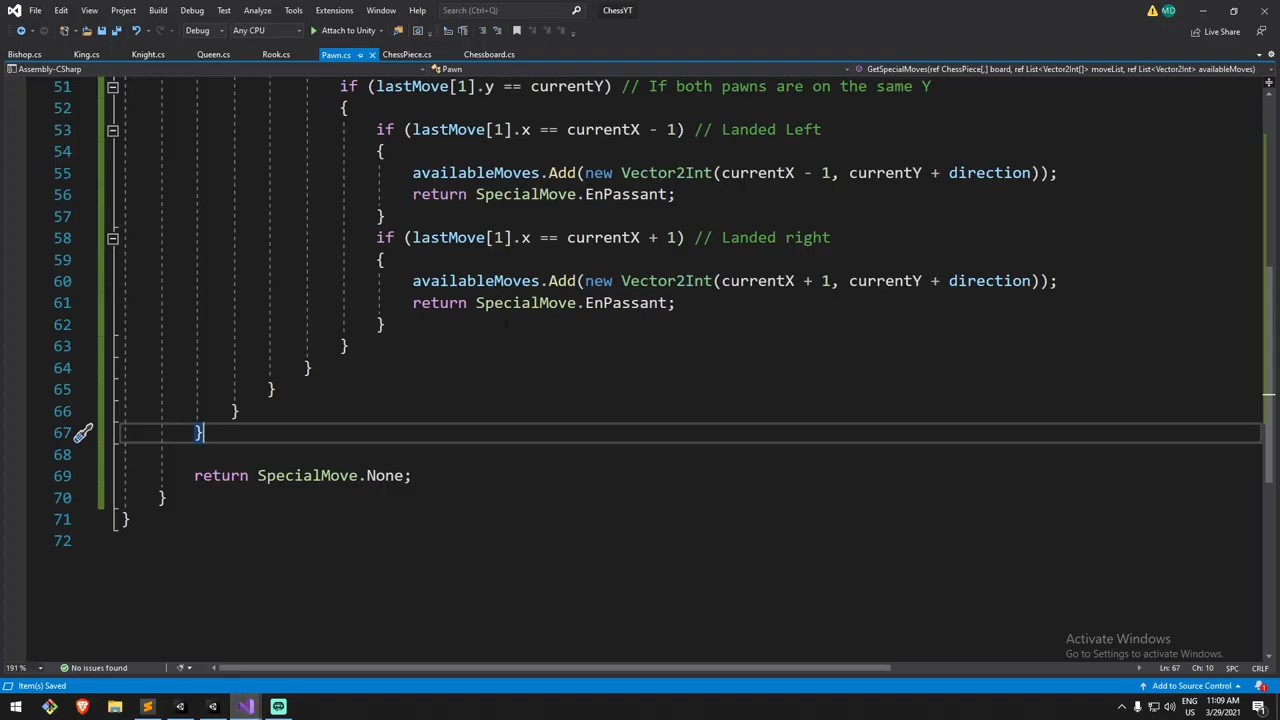 File Edit View Project Build Debug Test Analyze Tools Extensions Window Help Search (Ctrl+Q) ChessYT MD
Debug Any CPU Attach to Unity Live Share
Bishop.cs King.cs Knight.cs Queen.cs Rook.cs Pawn.cs ChessPiece.cs Chessboard.cs
Assembly-CSharp Pawn GetSpecialMoves(ref ChessPiece[,] board, ref List<Vector2Int[]> moveList, ref List<Vector2Int> availableMoves)
51 if (lastMove[1].y == currentY) // If both pawns are on the same Y
52 {
53 if (lastMove[1].x == currentX - 1) // Landed Left
54 {
55 availableMoves.Add(new Vector2Int(currentX - 1, currentY + direction));
56 return SpecialMove.EnPassant;
57 }
58 if (lastMove[1].x == currentX + 1) // Landed right
59 {
60 availableMoves.Add(new Vector2Int(currentX + 1, currentY + direction));
61 return SpecialMove.EnPassant;
62 }
63 }
64 }
65 }
66 }
67 }
68
69 return SpecialMove.None;
70 }
71 }
72
Activate Windows
Go to Settings to activate Windows.
191 % No issues found Ln: 67 Ch: 10 SPC CRLF
Item(s) Saved Add to Source Control 1
ENG 11:09 AM
US 3/29/2021 1